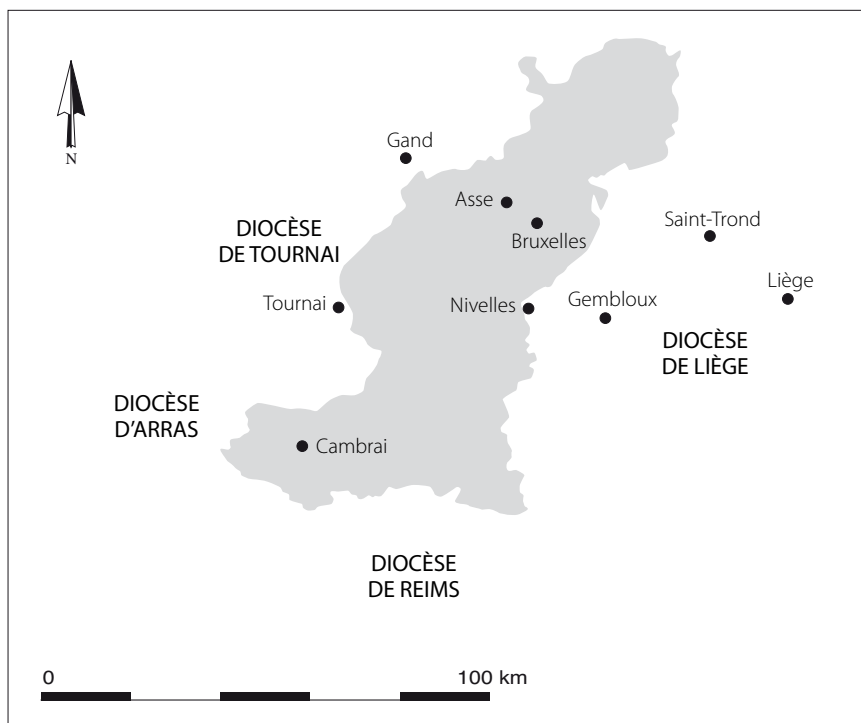 N
Gand
Asse
Bruxelles
Saint-Trond
DIOCÈSE
DE TOURNAI
Liège
Tournai
Nivelles
Gembloux
DIOCÈSE
DE LIÈGE
DIOCÈSE
D'ARRAS
Cambrai
DIOCÈSE
DE REIMS
0
100 km